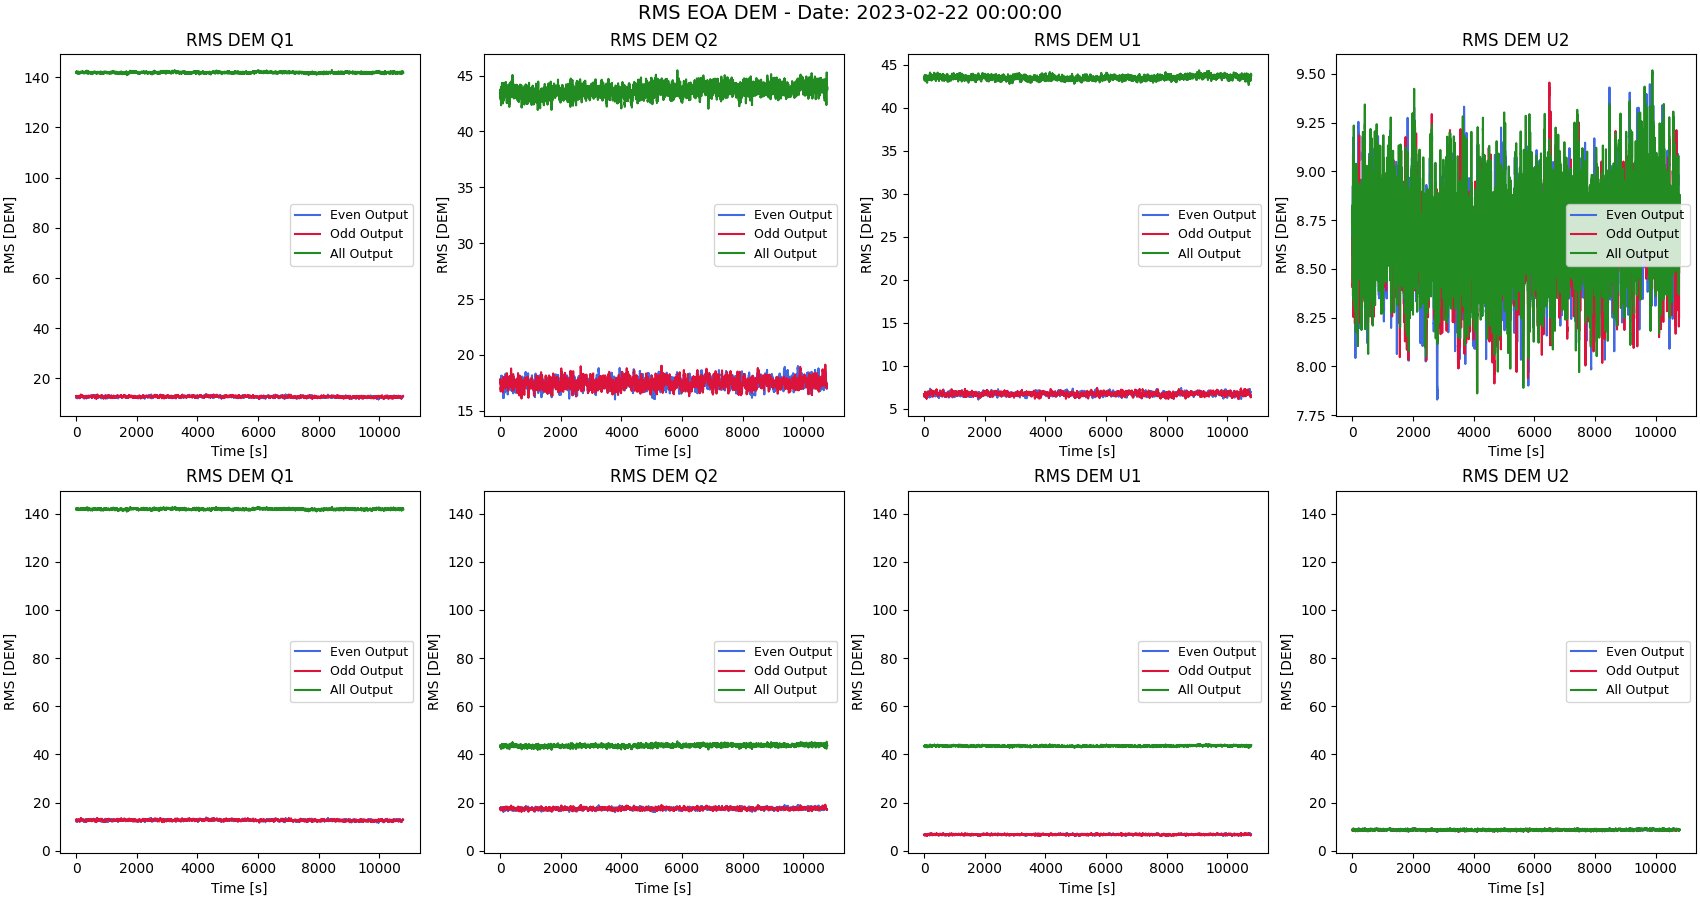 RMS EOA DEM - Date: 2023-02-22 00:00:00
RMS DEM Q1
RMS [DEM]
140
120
100
80
60
40
20
0 2000 4000 6000 8000 10000
Time [s]
Even Output
Odd Output
All Output
RMS DEM Q2
RMS [DEM]
45
40
35
30
25
20
15
0 2000 4000 6000 8000 10000
Time [s]
Even Output
Odd Output
All Output
RMS DEM U1
RMS [DEM]
45
40
35
30
25
20
15
10
5
0 2000 4000 6000 8000 10000
Time [s]
Even Output
Odd Output
All Output
RMS DEM U2
RMS [DEM]
9.50
9.25
9.00
8.75
8.50
8.25
8.00
7.75
0 2000 4000 6000 8000 10000
Time [s]
Even Output
Odd Output
All Output
RMS DEM Q1
RMS [DEM]
140
120
100
80
60
40
20
0
0 2000 4000 6000 8000 10000
Time [s]
Even Output
Odd Output
All Output
RMS DEM Q2
RMS [DEM]
140
120
100
80
60
40
20
0
0 2000 4000 6000 8000 10000
Time [s]
Even Output
Odd Output
All Output
RMS DEM U1
RMS [DEM]
140
120
100
80
60
40
20
0
0 2000 4000 6000 8000 10000
Time [s]
Even Output
Odd Output
All Output
RMS DEM U2
RMS [DEM]
140
120
100
80
60
40
20
0
0 2000 4000 6000 8000 10000
Time [s]
Even Output
Odd Output
All Output